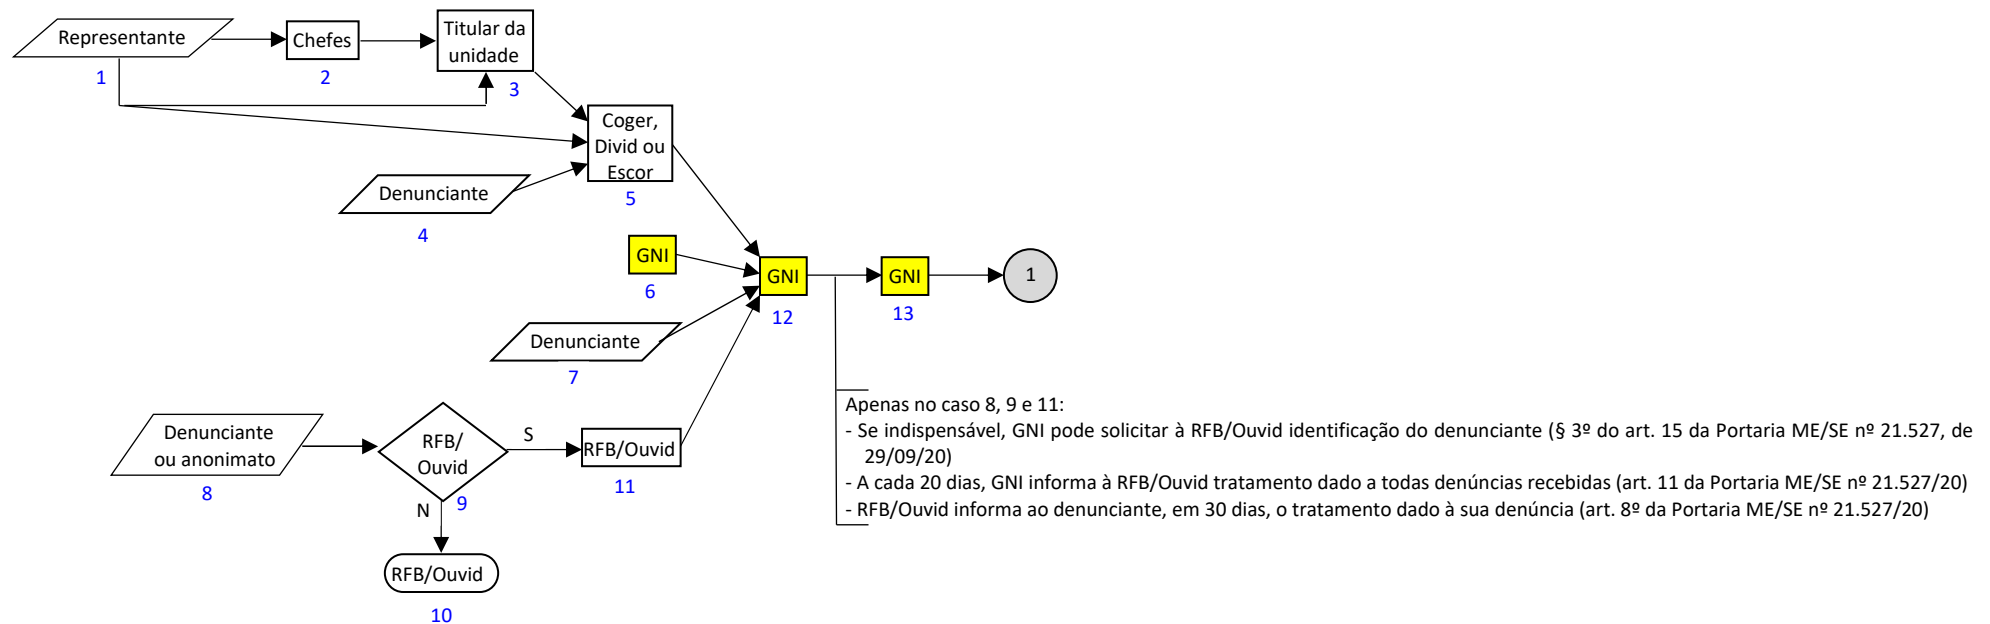 Representante
1
Chefes
2
Titular da
unidade
3
Coger,
Divid ou
Escor
5
Denunciante
4
GNI
6
GNI
12
GNI
13
1
Denunciante
7
Denunciante
ou anonimato
8
RFB/
Ouvid
9
S
N
RFB/Ouvid
11
RFB/Ouvid
10
Apenas no caso 8, 9 e 11:
- Se indispensável, GNI pode solicitar à RFB/Ouvid identificação do denunciante (§ 3º do art. 15 da Portaria ME/SE nº 21.527, de
29/09/20)
- A cada 20 dias, GNI informa à RFB/Ouvid tratamento dado a todas denúncias recebidas (art. 11 da Portaria ME/SE nº 21.527/20)
- RFB/Ouvid informa ao denunciante, em 30 dias, o tratamento dado à sua denúncia (art. 8º da Portaria ME/SE nº 21.527/20)